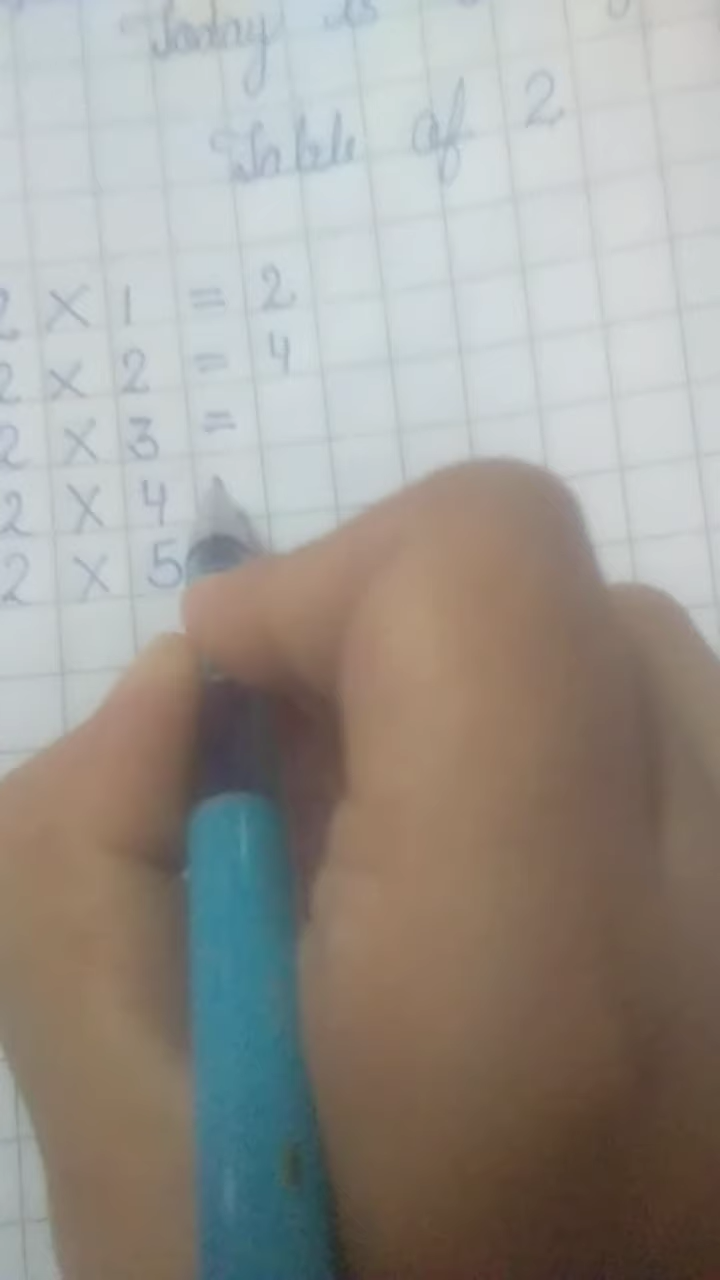 Today is
Table of 2
2 × 1 = 2
2 × 2 = 4
2 × 3 =
2 × 4
2 × 5